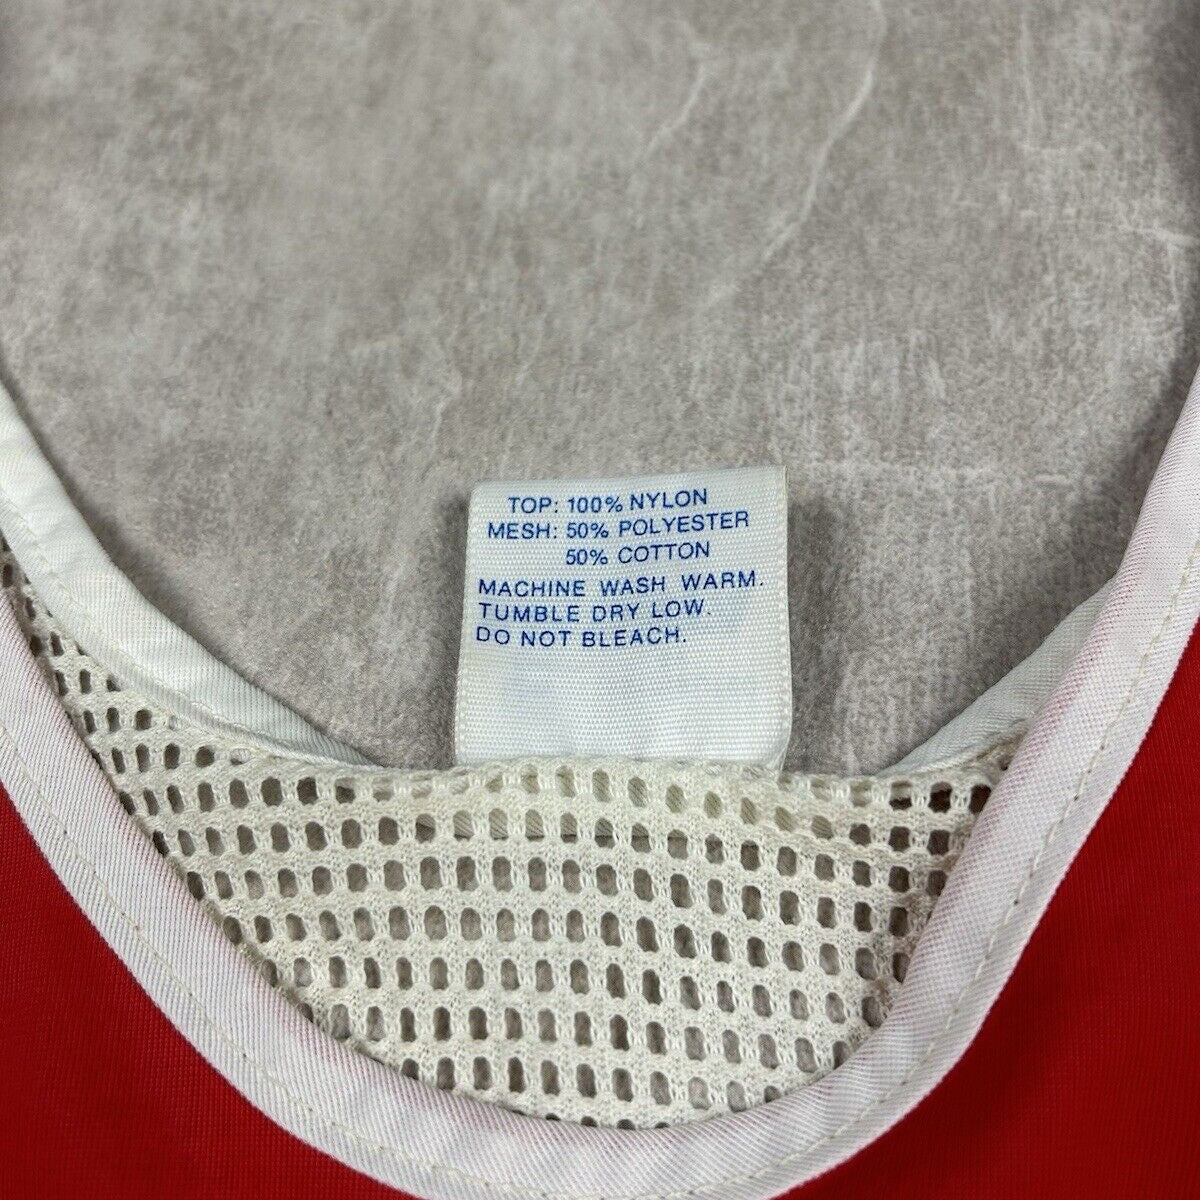 TOP: 100% NYLON
MESH: 50% POLYESTER
50% COTTON
MACHINE WASH WARM.
TUMBLE DRY LOW.
DO NOT BLEACH.